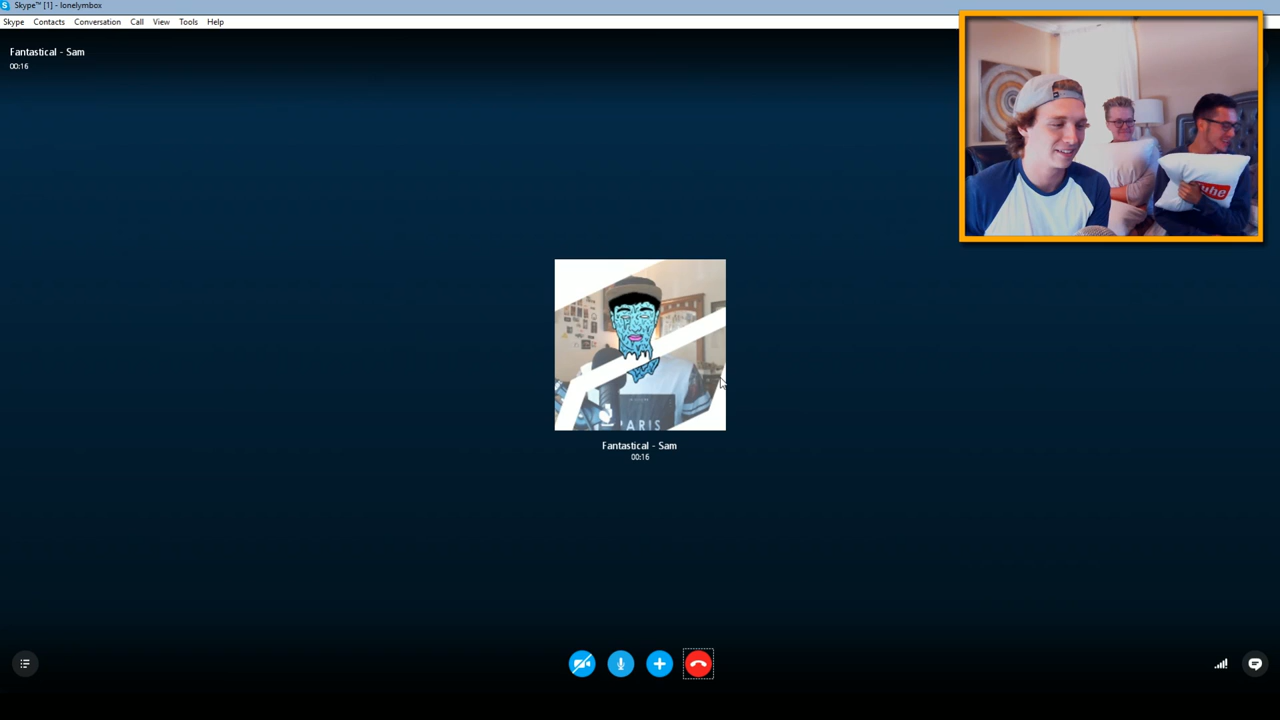 Skype™ [1] - lonelymbox
Skype Contacts Conversation Call View Tools Help
Fantastical - Sam
00:16
ube
PARIS
Fantastical - Sam
00:16